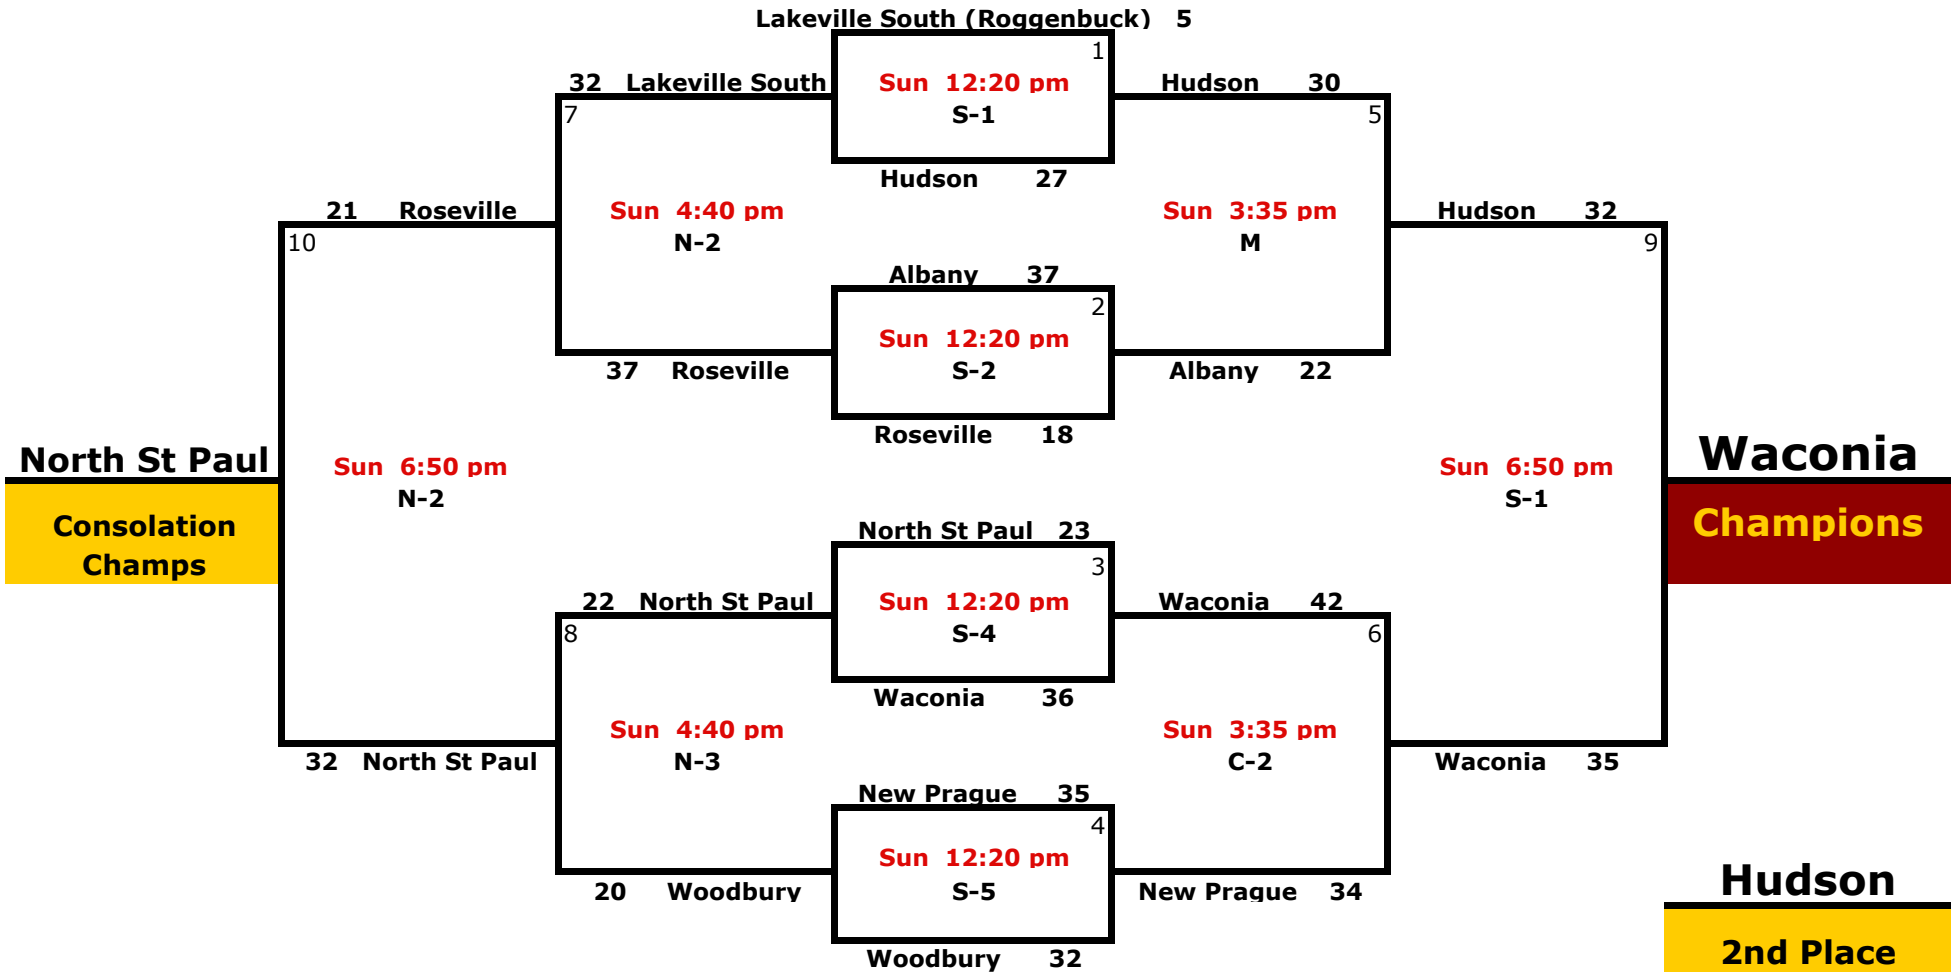 Lakeville South (Roggenbuck) 5
1
32 Lakeville South
Sun 12:20 pm
Hudson 30
7
S-1
5
Hudson 27
21 Roseville
Sun 4:40 pm
Sun 3:35 pm
Hudson 32
10
N-2
M
9
Albany 37
2
Sun 12:20 pm
37 Roseville
S-2
Albany 22
Roseville 18
North St Paul
Sun 6:50 pm
Sun 6:50 pm
Waconia
N-2
S-1
Consolation
Champs
North St Paul 23
Champions
3
22 North St Paul
Sun 12:20 pm
Waconia 42
8
S-4
6
Waconia 36
Sun 4:40 pm
Sun 3:35 pm
32 North St Paul
N-3
C-2
Waconia 35
New Prague 35
4
Sun 12:20 pm
20 Woodbury
S-5
New Prague 34
Hudson
Woodbury 32
2nd Place